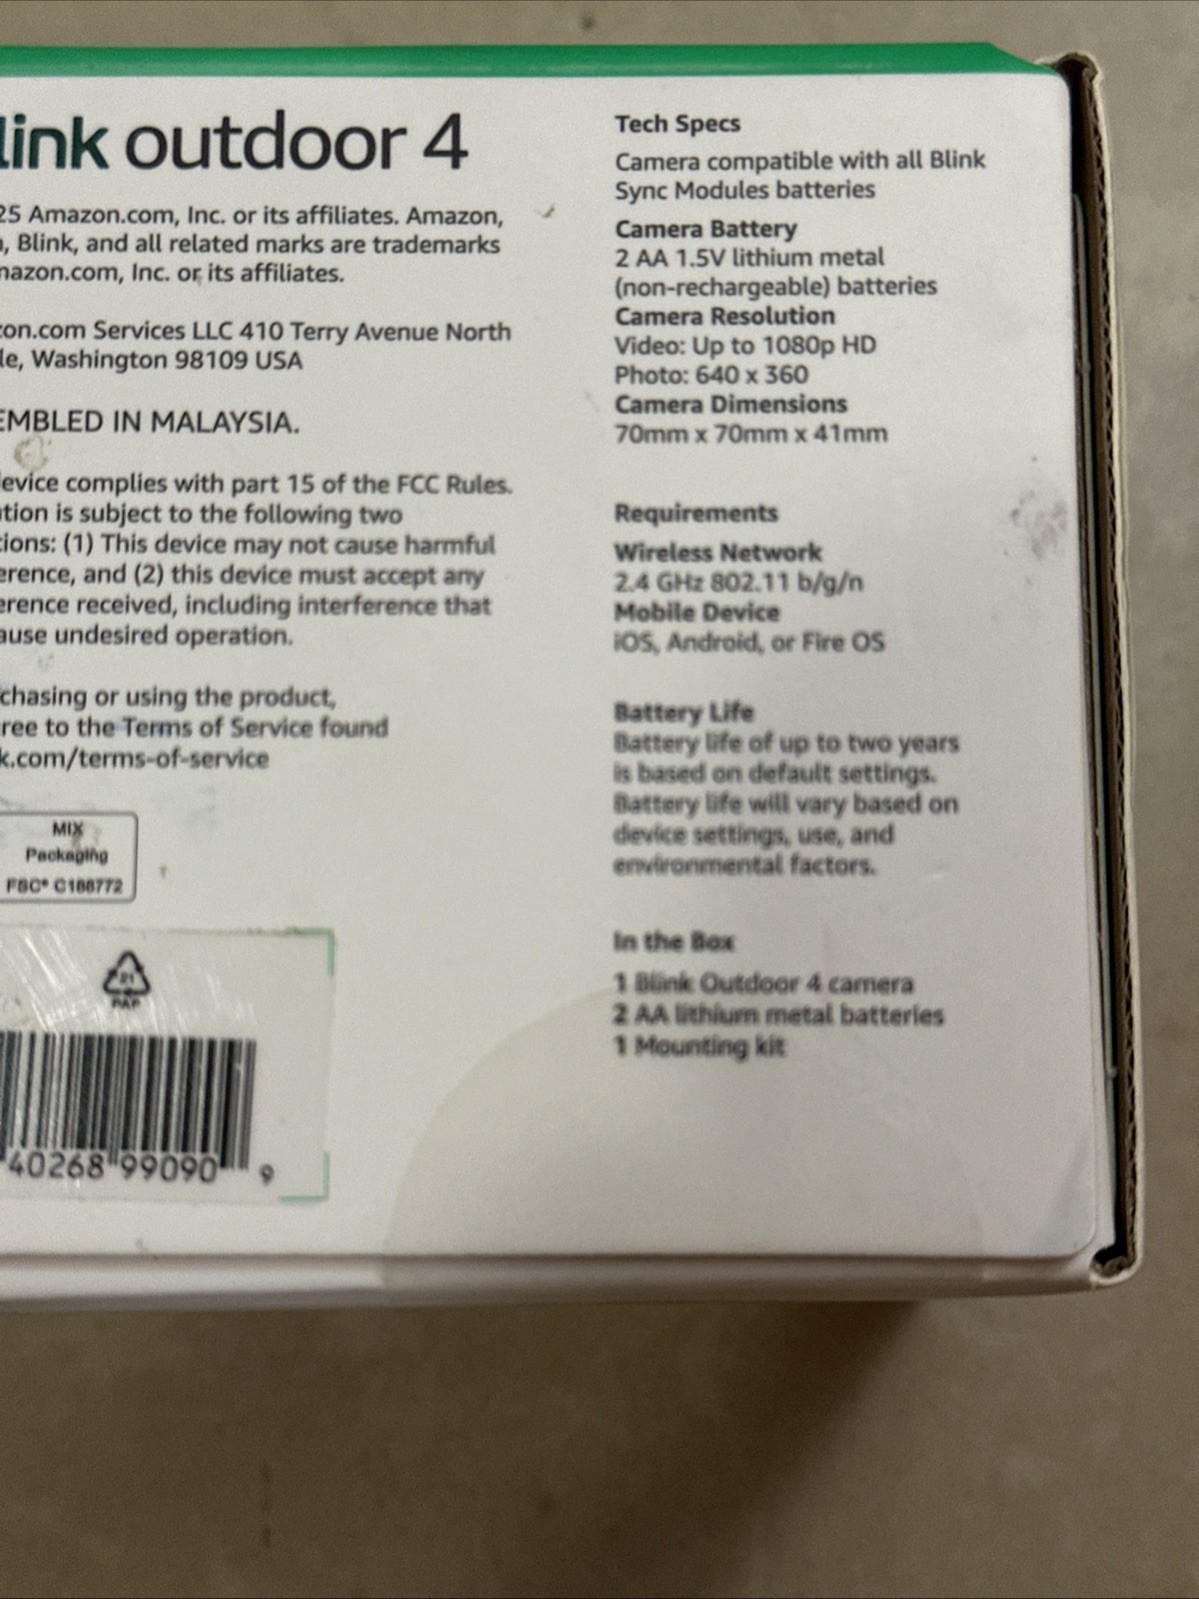 link outdoor 4
25 Amazon.com, Inc. or its affiliates. Amazon,
, Blink, and all related marks are trademarks
mazon.com, Inc. or its affiliates.
zon.com Services LLC 410 Terry Avenue North
le, Washington 98109 USA
EMBLED IN MALAYSIA.
evice complies with part 15 of the FCC Rules.
ation is subject to the following two
tions: (1) This device may not cause harmful
erence, and (2) this device must accept any
erence received, including interference that
ause undesired operation.
chasing or using the product,
ree to the Terms of Service found
k.com/terms-of-service
MIX
Packaging
FSC® C188772
21
PAP
40268 99090 9
Tech Specs
Camera compatible with all Blink
Sync Modules batteries
Camera Battery
2 AA 1.5V lithium metal
(non-rechargeable) batteries
Camera Resolution
Video: Up to 1080p HD
Photo: 640 x 360
Camera Dimensions
70mm x 70mm x 41mm
Requirements
Wireless Network
2.4 GHz 802.11 b/g/n
Mobile Device
iOS, Android, or Fire OS
Battery Life
Battery life of up to two years
is based on default settings.
Battery life will vary based on
device settings, use, and
environmental factors.
In the Box
1 Blink Outdoor 4 camera
2 AA lithium metal batteries
1 Mounting kit